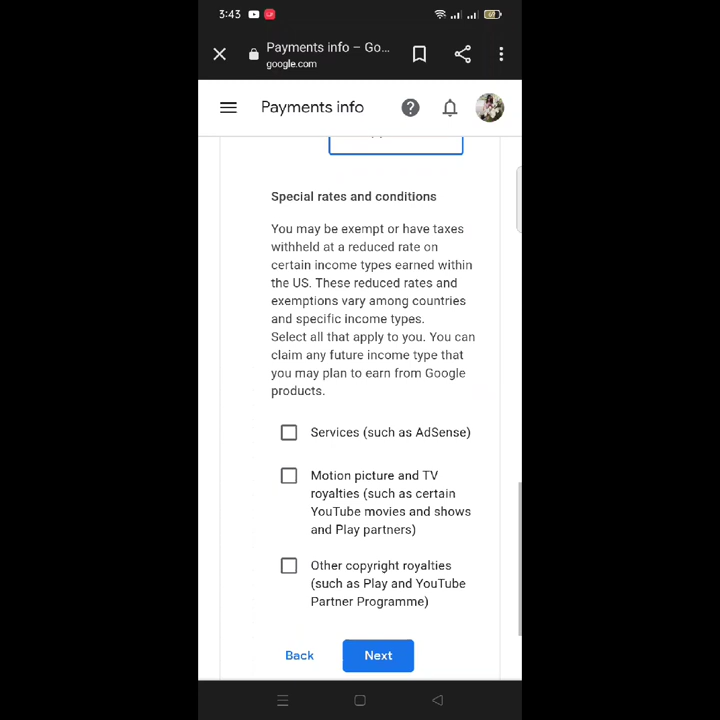 3:43
Payments info – Go...
google.com
Payments info
Special rates and conditions
You may be exempt or have taxes
withheld at a reduced rate on
certain income types earned within
the US. These reduced rates and
exemptions vary among countries
and specific income types.
Select all that apply to you. You can
claim any future income type that
you may plan to earn from Google
products.
Services (such as AdSense)
Motion picture and TV
royalties (such as certain
YouTube movies and shows
and Play partners)
Other copyright royalties
(such as Play and YouTube
Partner Programme)
Back
Next